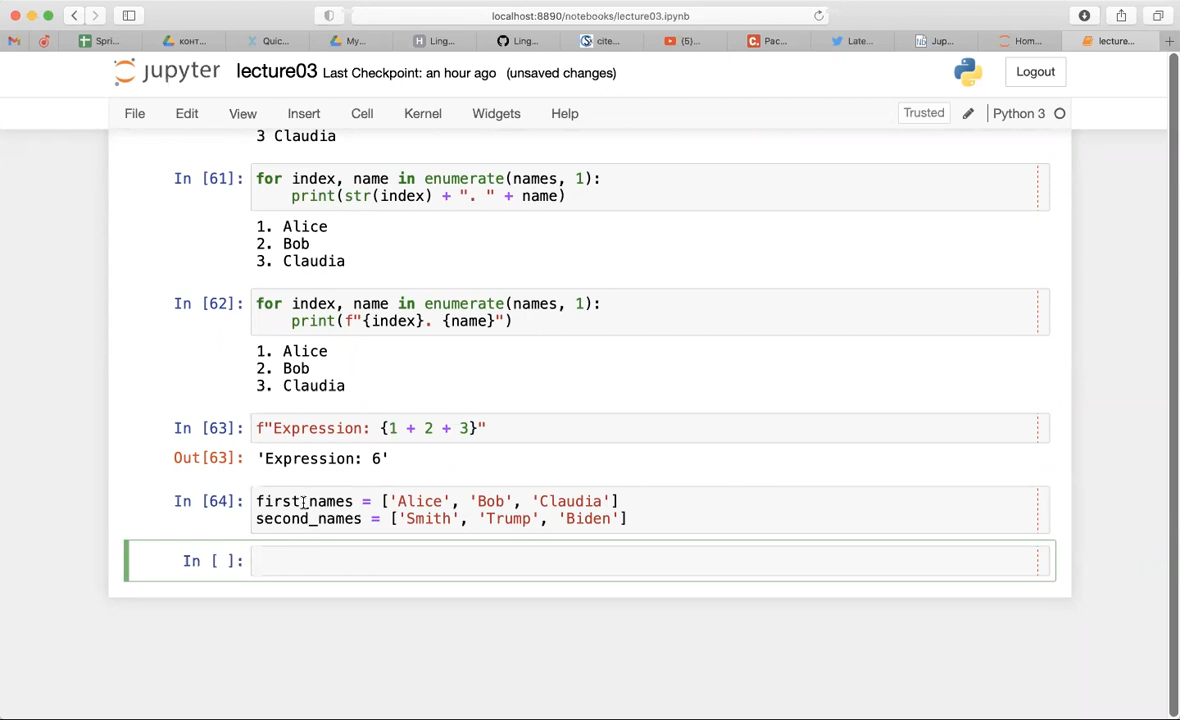 localhost:8890/notebooks/lecture03.ipynb
Spri... конт... Quic... My... Ling... Ling... cite... (5)... Pac... Late... Jup... Hom... lecture...
jupyter lecture03 Last Checkpoint: an hour ago (unsaved changes) Logout
File Edit View Insert Cell Kernel Widgets Help Trusted Python 3
3 Claudia
In [61]: for index, name in enumerate(names, 1):
print(str(index) + ". " + name)
1. Alice
2. Bob
3. Claudia
In [62]: for index, name in enumerate(names, 1):
print(f"{index}. {name}")
1. Alice
2. Bob
3. Claudia
In [63]: f"Expression: {1 + 2 + 3}"
Out[63]: 'Expression: 6'
In [64]: first_names = ['Alice', 'Bob', 'Claudia']
second_names = ['Smith', 'Trump', 'Biden']
In [ ]: